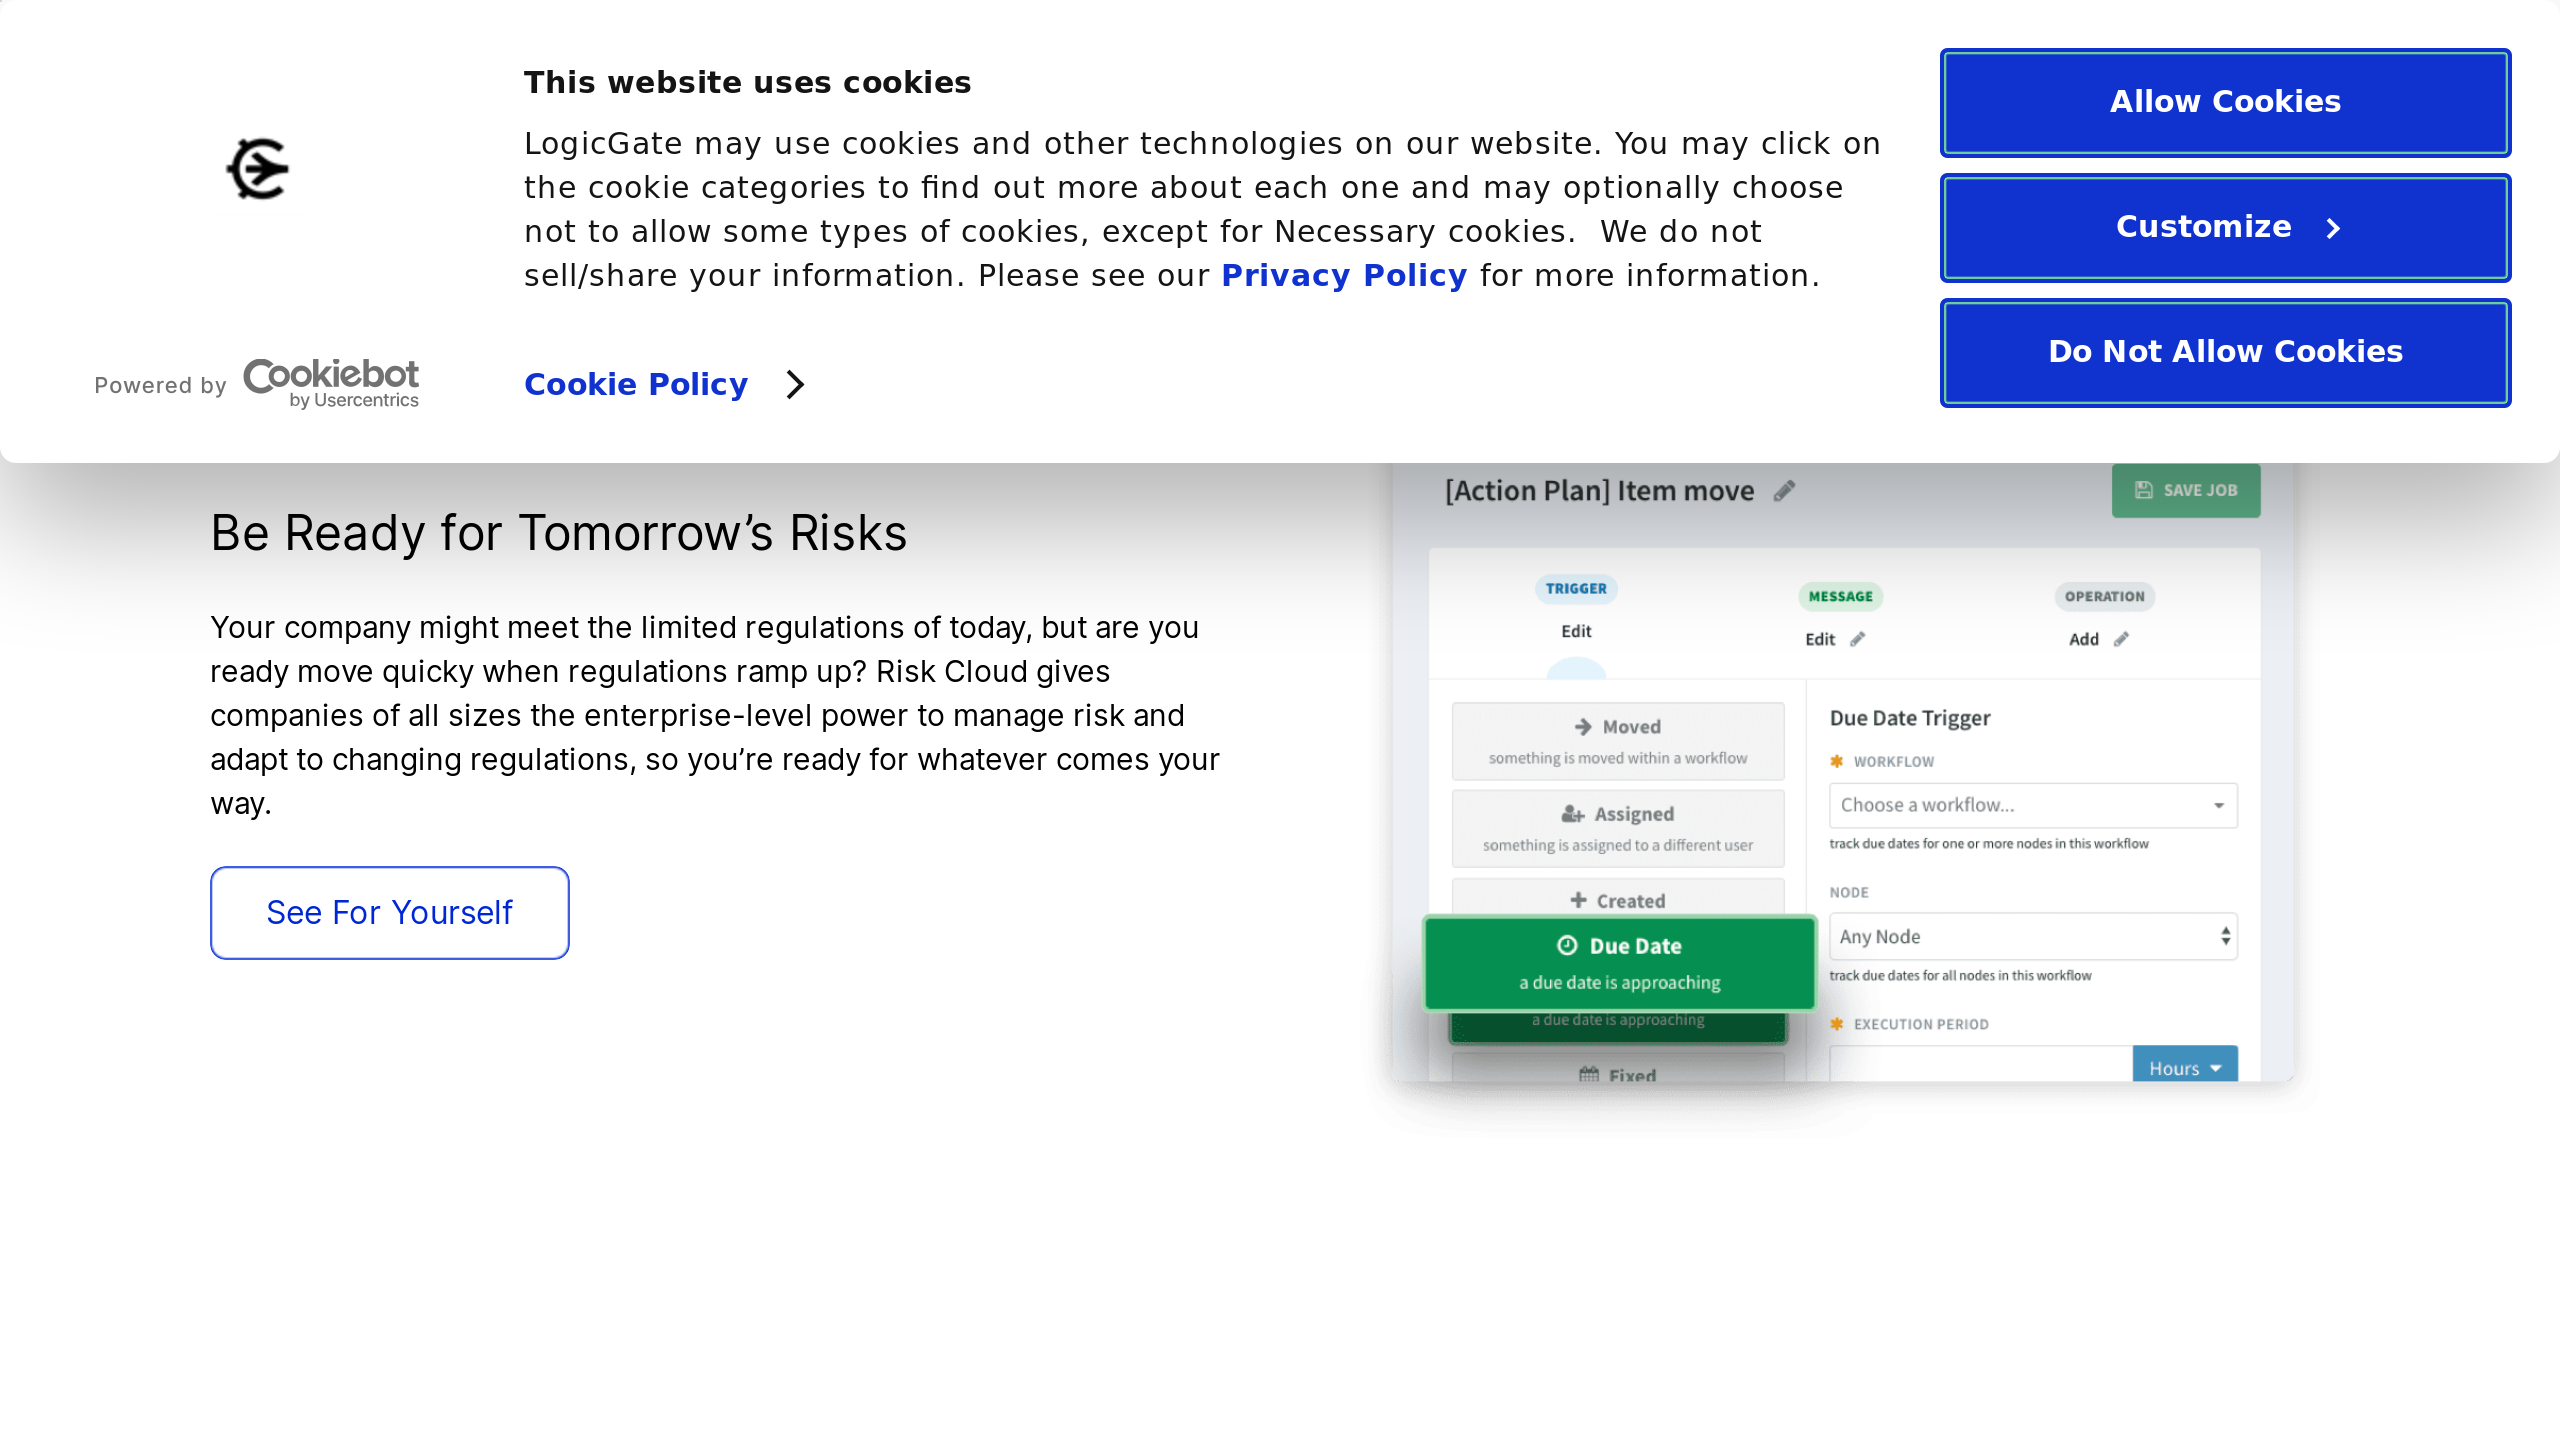 This website uses cookies
LogicGate may use cookies and other technologies on our website. You may click on
the cookie categories to find out more about each one and may optionally choose
not to allow some types of cookies, except for Necessary cookies.  We do not
sell/share your information. Please see our Privacy Policy for more information.
Powered by Cookiebot
by Usercentrics
Cookie Policy
Allow Cookies
Customize
Do Not Allow Cookies
Be Ready for Tomorrow’s Risks
Your company might meet the limited regulations of today, but are you
ready move quicky when regulations ramp up? Risk Cloud gives
companies of all sizes the enterprise-level power to manage risk and
adapt to changing regulations, so you’re ready for whatever comes your
way.
See For Yourself
[Action Plan] Item move
SAVE JOB
TRIGGER
Edit
MESSAGE
Edit
OPERATION
Add
Moved
something is moved within a workflow
Assigned
something is assigned to a different user
Created
Due Date
a due date is approaching
a due date is approaching
Fixed
Due Date Trigger
WORKFLOW
Choose a workflow...
track due dates for one or more nodes in this workflow
NODE
Any Node
track due dates for all nodes in this workflow
EXECUTION PERIOD
Hours